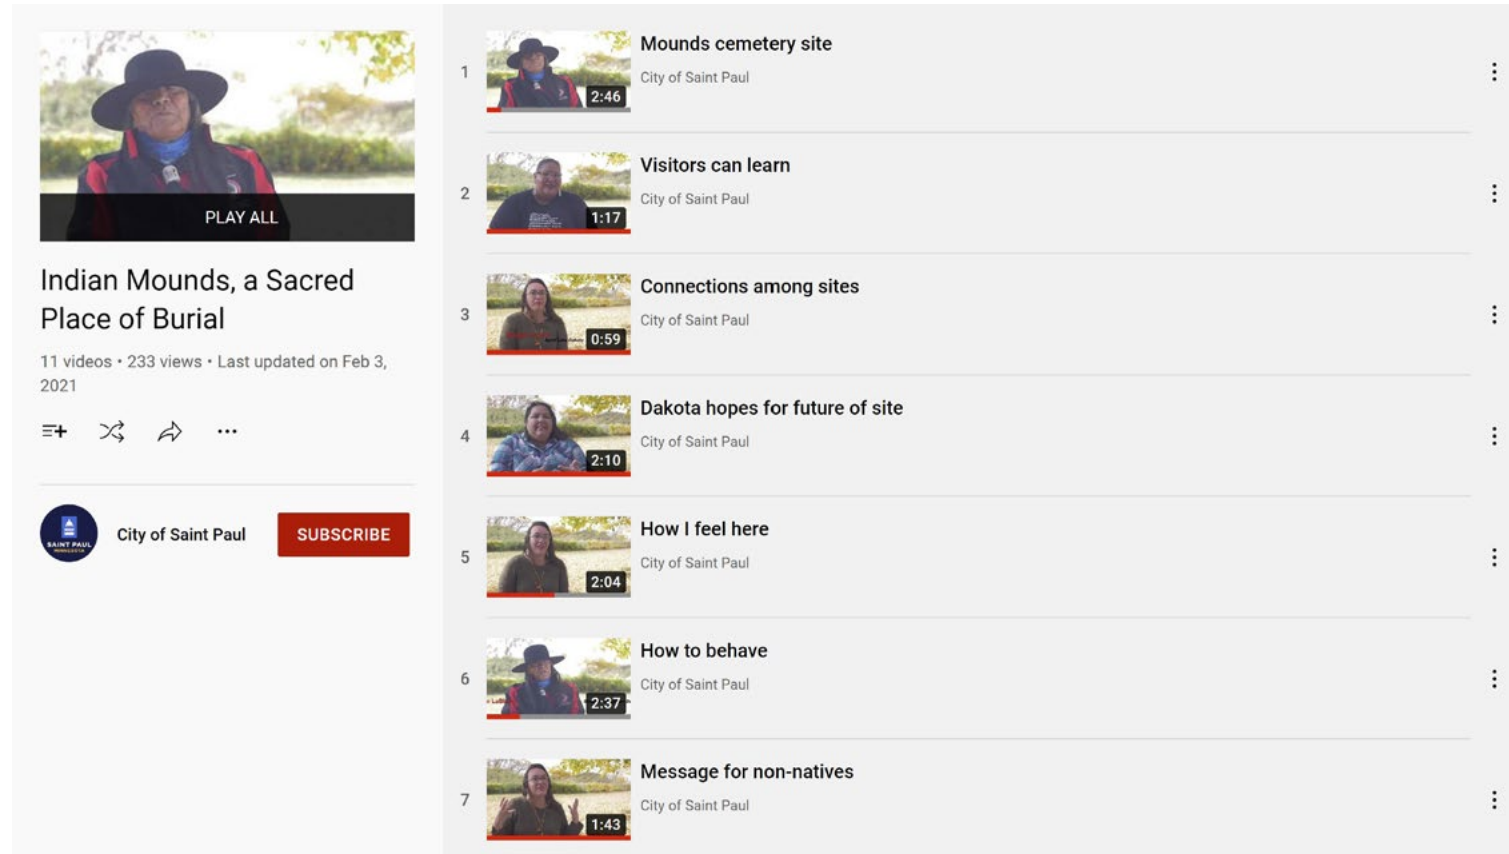 PLAY ALL
Indian Mounds, a Sacred
Place of Burial
11 videos • 233 views • Last updated on Feb 3,
2021
SAINT PAUL
City of Saint Paul
SUBSCRIBE
1
2:46
Mounds cemetery site
City of Saint Paul
2
1:17
Visitors can learn
City of Saint Paul
3
0:59
Connections among sites
City of Saint Paul
4
2:10
Dakota hopes for future of site
City of Saint Paul
5
2:04
How I feel here
City of Saint Paul
6
2:37
How to behave
City of Saint Paul
7
1:43
Message for non-natives
City of Saint Paul